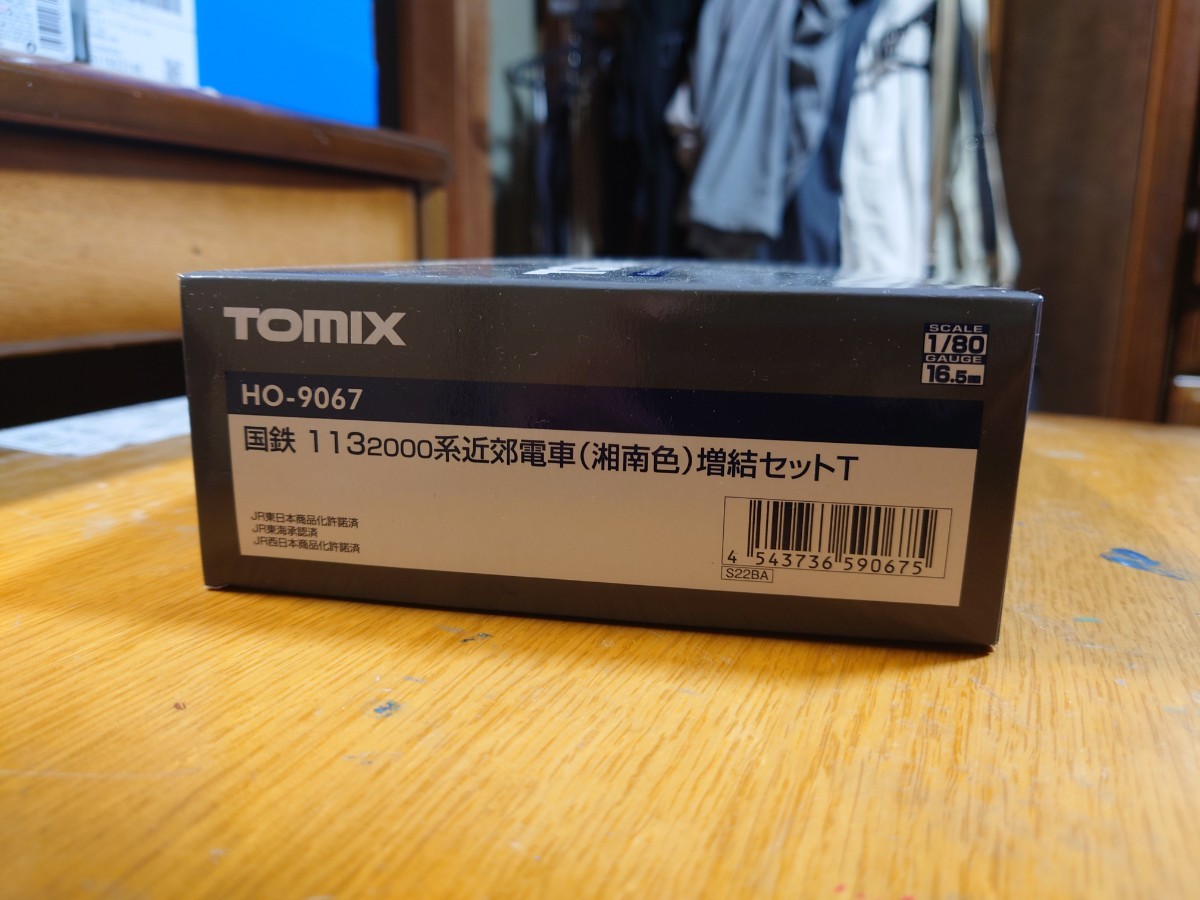 TOMIX
SCALE
1/80
GAUGE
16.5mm
HO-9067
国鉄 113 2000系近郊電車(湘南色)増結セットT
JR東日本商品化許諾済
JR東海承認済
JR西日本商品化許諾済
4 543736 590675
S22BA